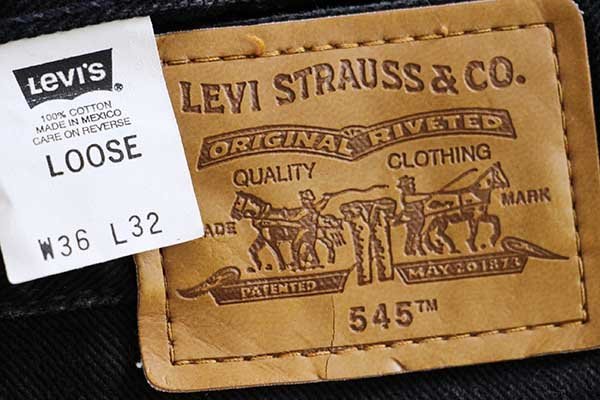 LEVI'S®
100% COTTON
MADE IN MEXICO
CARE ON REVERSE
LOOSE
W36 L32
LEVI STRAUSS & CO.
ORIGINAL RIVETED
QUALITY CLOTHING
ADE MARK
PATENTED MAY 20 1873
545™